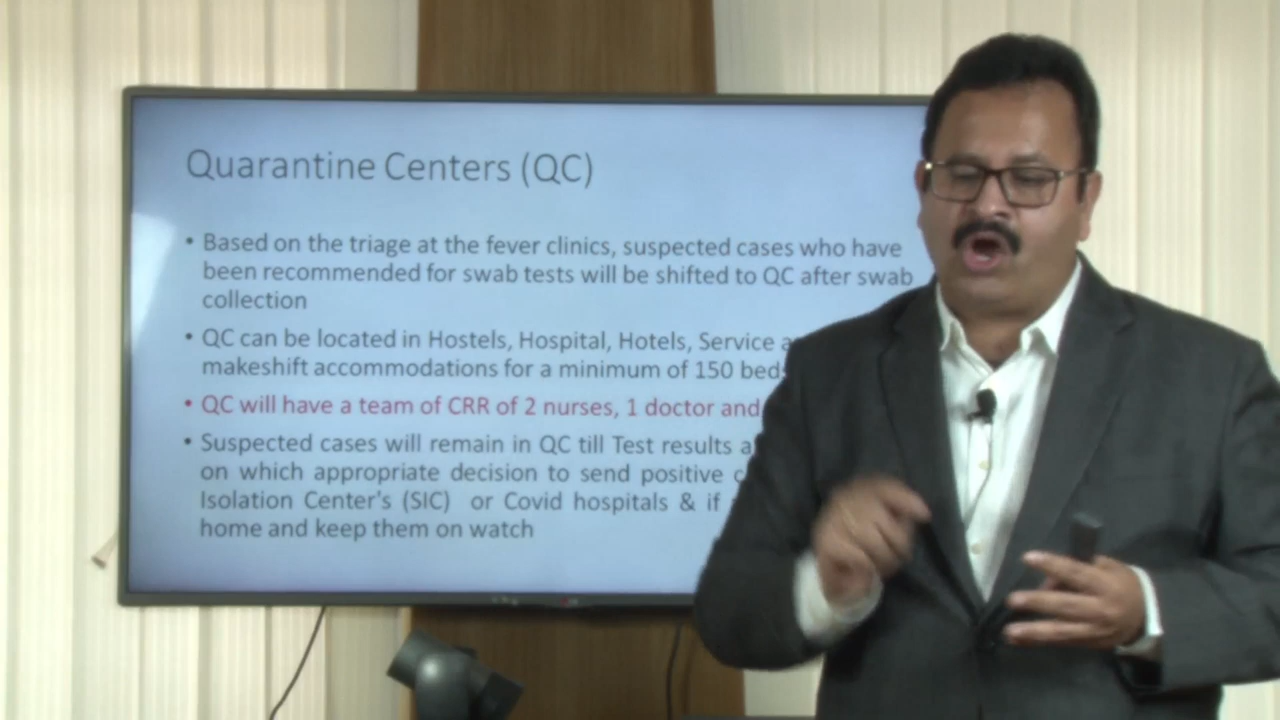 Quarantine Centers (QC)
• Based on the triage at the fever clinics, suspected cases who have
been recommended for swab tests will be shifted to QC after swab
collection
• QC can be located in Hostels, Hospital, Hotels, Service
makeshift accommodations for a minimum of 150
• QC will have a team of CRR of 2 nurses, 1 doctor and
• Suspected cases will remain in QC till Test results
on which appropriate decision to send positive
Isolation Center's (SIC) or Covid hospitals & if
home and keep them on watch